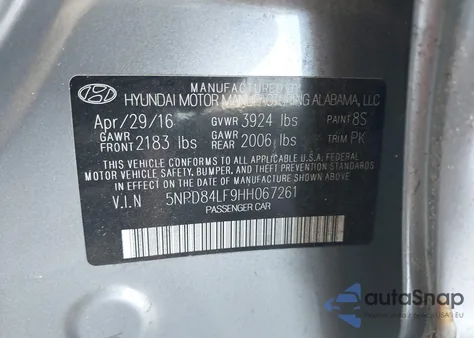 MANUFACTURED BY
HYUNDAI MOTOR MANUFACTURING ALABAMA, LLC
Apr/29/16 GVWR 3924 lbs PAINT 8S
GAWR FRONT 2183 lbs GAWR REAR 2006 lbs TRIM PK
THIS VEHICLE CONFORMS TO ALL APPLICABLE U.S.A. FEDERAL
MOTOR VEHICLE SAFETY, BUMPER, AND THEFT PREVENTION
STANDARDS IN EFFECT ON THE DATE OF MANUFACTURE
SHOWN ABOVE.
V.I.N 5NPD84LF9HH067261
PASSENGER CAR
autoSnap